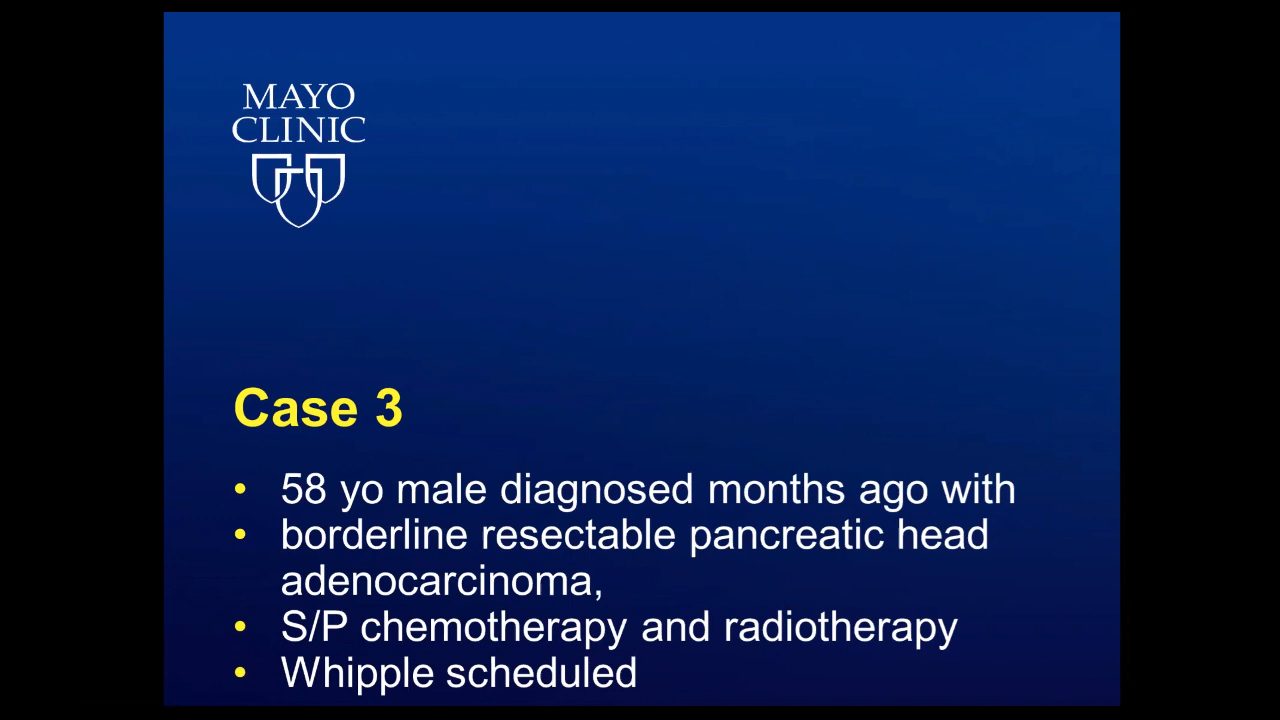 MAYO
CLINIC
Case 3
• 58 yo male diagnosed months ago with
• borderline resectable pancreatic head
adenocarcinoma,
• S/P chemotherapy and radiotherapy
• Whipple scheduled